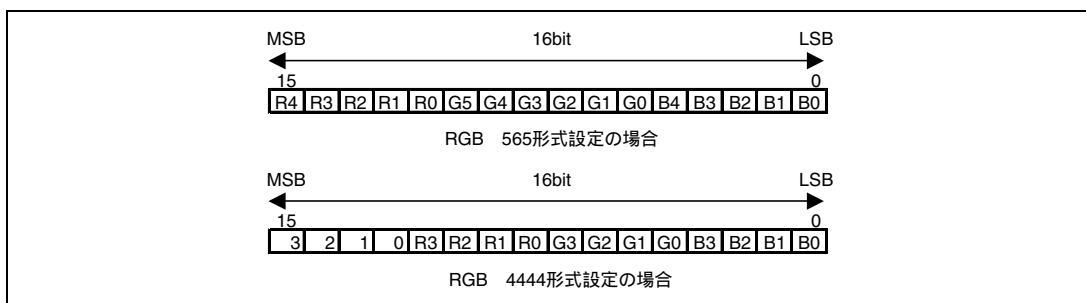 MSB 16bit LSB
15 0
R4 R3 R2 R1 R0 G5 G4 G3 G2 G1 G0 B4 B3 B2 B1 B0
RGB 565形式設定の場合
MSB 16bit LSB
15 0
3 2 1 0 R3 R2 R1 R0 G3 G2 G1 G0 B3 B2 B1 B0
RGB 4444形式設定の場合